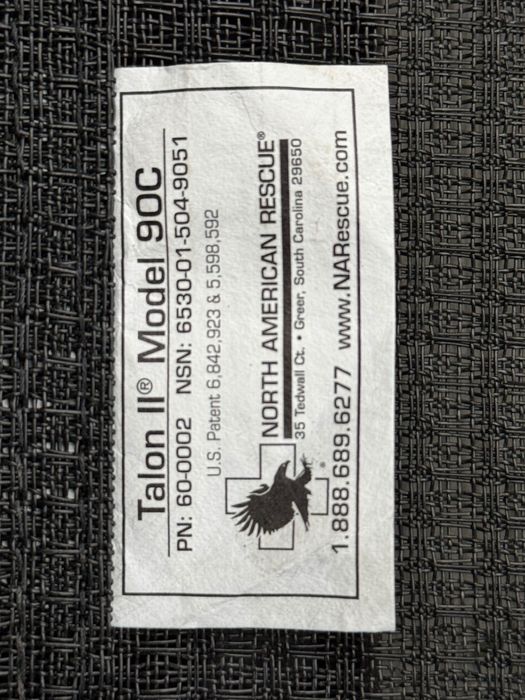 Talon II® Model 90C
PN: 60-0002 NSN: 6530-01-504-9051
U.S. Patent 6,842,923 & 5,598,592
NORTH AMERICAN RESCUE®
35 Tedwall Ct. • Greer, South Carolina 29650
1.888.689.6277 www.NARescue.com